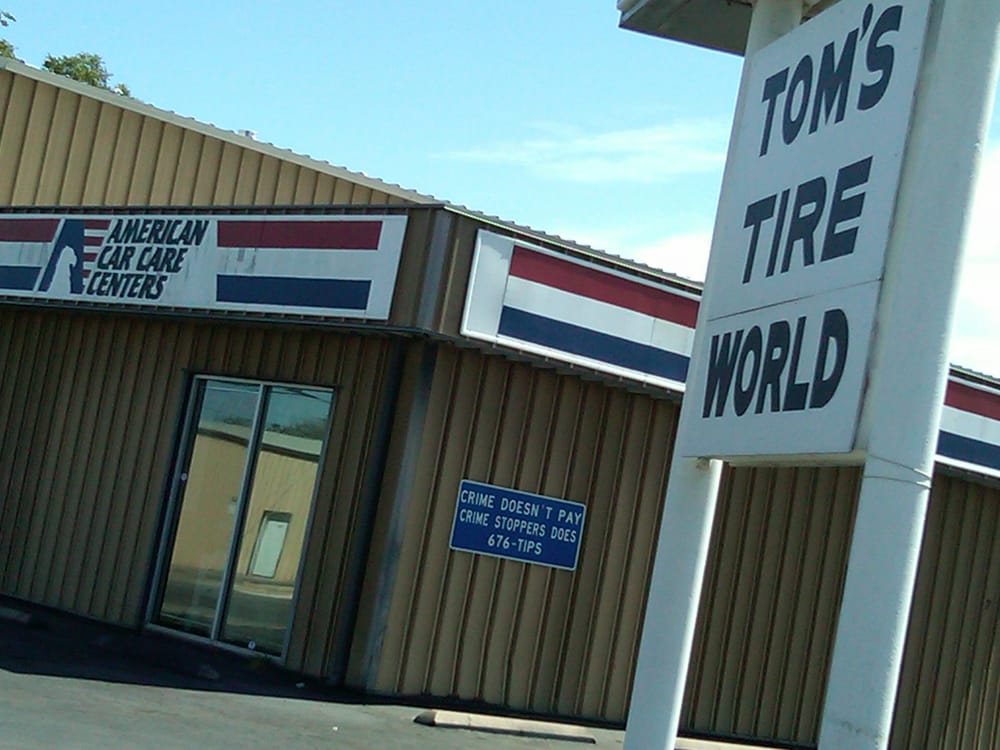 AMERICAN
CAR CARE
CENTERS
TOM'S
TIRE
WORLD
CRIME DOESN'T PAY
CRIME STOPPERS DOES
676-TIPS